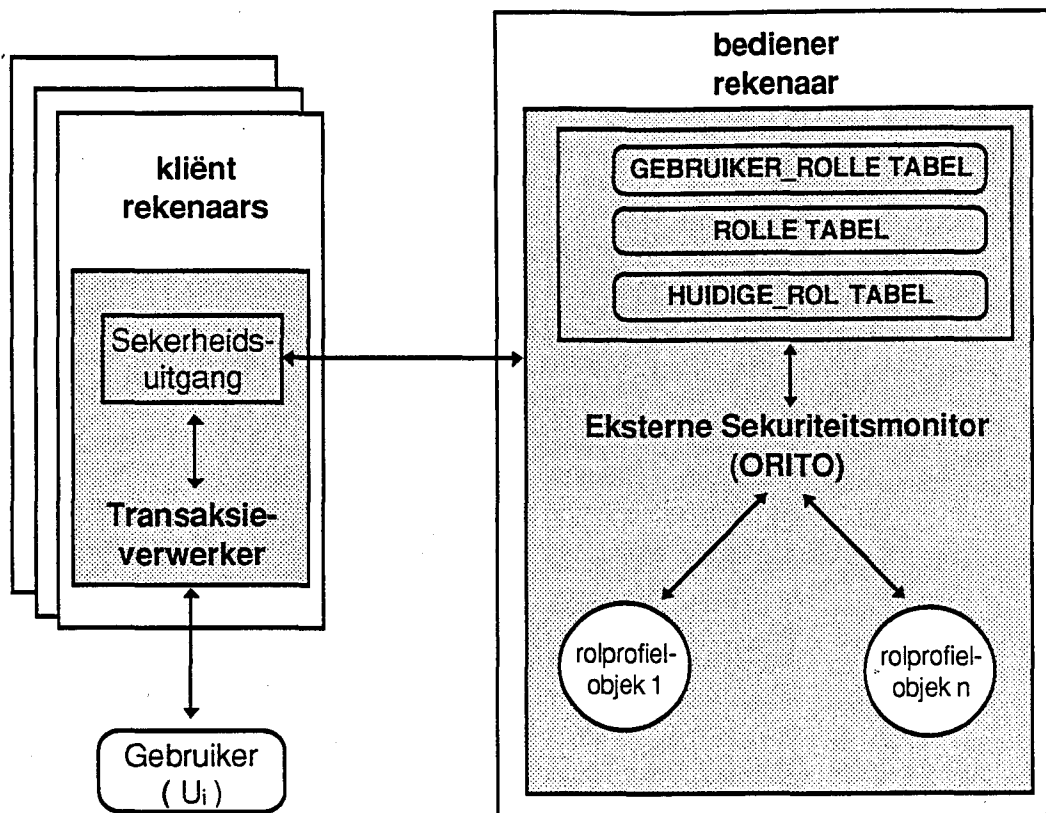 kliënt
rekenaars
Sekerheids-
uitgang
Transaksie-
verwerker
Gebruiker
( Ui )
bediener
rekenaar
GEBRUIKER_ROLLE TABEL
ROLLE TABEL
HUIDIGE_ROL TABEL
Eksterne Sekuriteitsmonitor
(ORITO)
rolprofiel-
objek 1
rolprofiel-
objek n